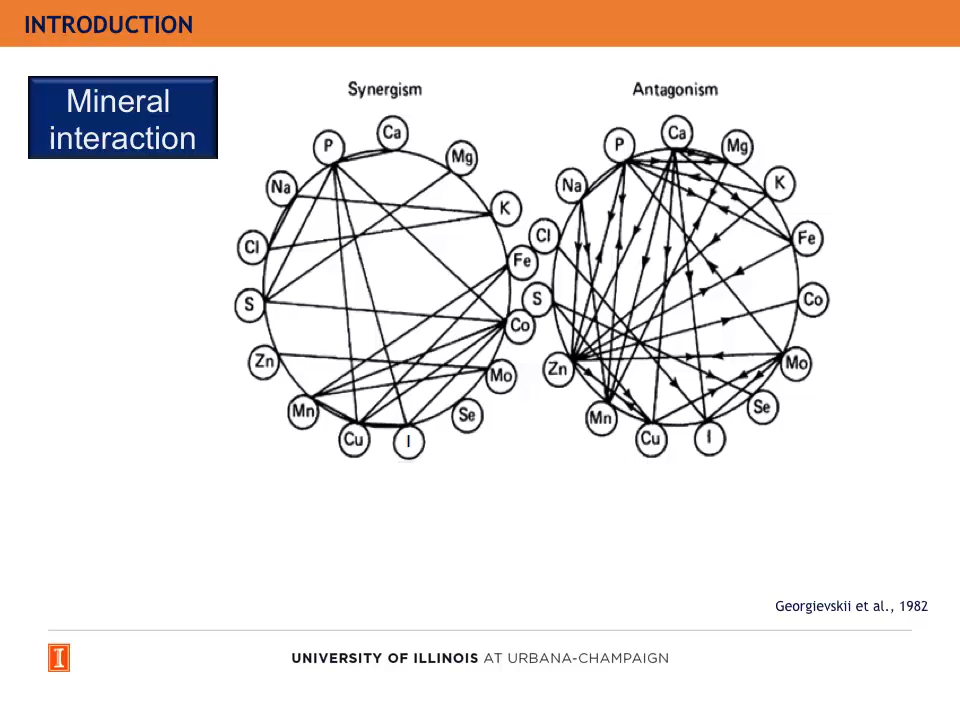 INTRODUCTION
Mineral
interaction
Synergism
Ca
P
Mg
Na
K
Cl
Fe
S
Co
Zn
Mo
Mn
Se
Cu
I
Antagonism
Ca
P
Mg
Na
K
Cl
Fe
S
Co
Zn
Mo
Mn
Se
Cu
I
Georgievskii et al., 1982
I
UNIVERSITY OF ILLINOIS AT URBANA-CHAMPAIGN